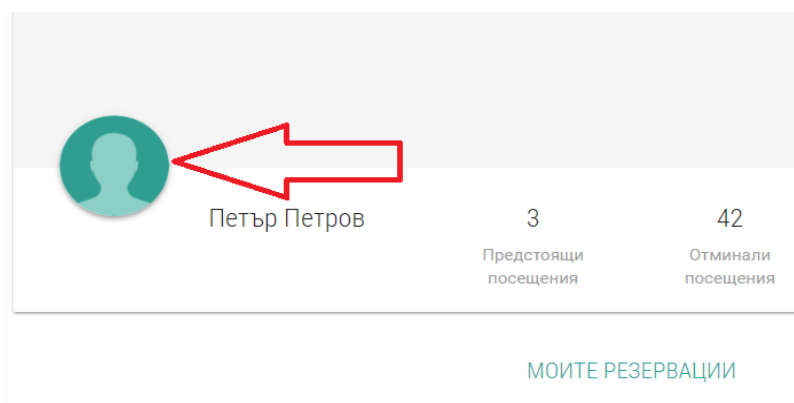 Петър Петров
3
42
Предстоящи
посещения
Отминали
посещения
МОИТЕ РЕЗЕРВАЦИИ